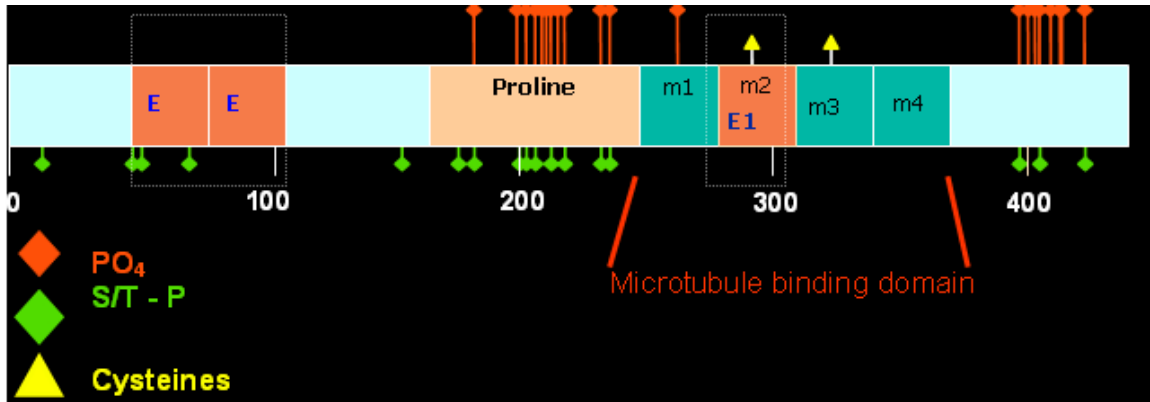 Proline
m1
m2
m3
m4
E
E
E1
0
100
200
300
400
PO₄
S/T - P
Microtubule binding domain
Cysteines